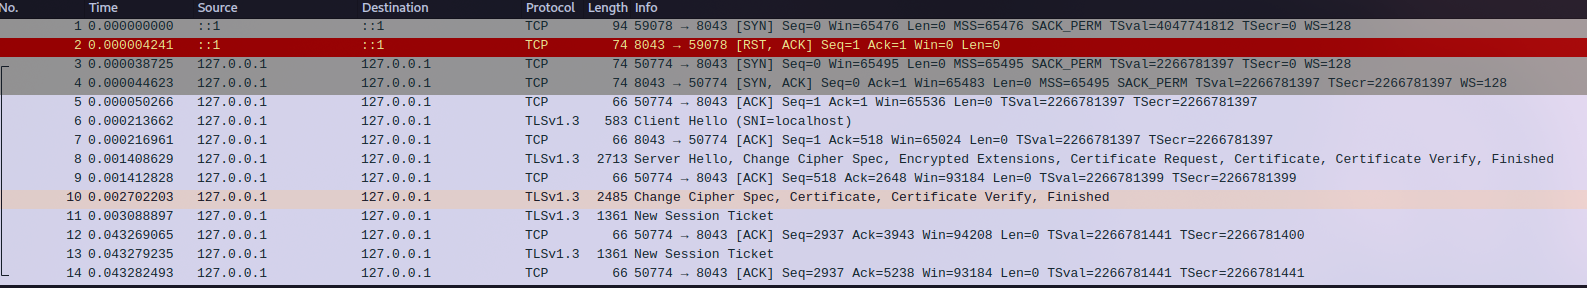 No. Time Source Destination Protocol Length Info
1 0.000000000 ::1 ::1 TCP 94 59078 → 8043 [SYN] Seq=0 Win=65476 Len=0 MSS=65476 SACK_PERM TSval=4047741812 TSecr=0 WS=128
2 0.000004241 ::1 ::1 TCP 74 8043 → 59078 [RST, ACK] Seq=1 Ack=1 Win=0 Len=0
3 0.000038725 127.0.0.1 127.0.0.1 TCP 74 50774 → 8043 [SYN] Seq=0 Win=65495 Len=0 MSS=65495 SACK_PERM TSval=2266781397 TSecr=0 WS=128
4 0.000044623 127.0.0.1 127.0.0.1 TCP 74 8043 → 50774 [SYN, ACK] Seq=0 Ack=1 Win=65483 Len=0 MSS=65495 SACK_PERM TSval=2266781397 TSecr=2266781397 WS=128
5 0.000050266 127.0.0.1 127.0.0.1 TCP 66 50774 → 8043 [ACK] Seq=1 Ack=1 Win=65536 Len=0 TSval=2266781397 TSecr=2266781397
6 0.000213662 127.0.0.1 127.0.0.1 TLSv1.3 583 Client Hello (SNI=localhost)
7 0.000216961 127.0.0.1 127.0.0.1 TCP 66 8043 → 50774 [ACK] Seq=1 Ack=518 Win=65024 Len=0 TSval=2266781397 TSecr=2266781397
8 0.001408629 127.0.0.1 127.0.0.1 TLSv1.3 2713 Server Hello, Change Cipher Spec, Encrypted Extensions, Certificate Request, Certificate, Certificate Verify, Finished
9 0.001412828 127.0.0.1 127.0.0.1 TCP 66 50774 → 8043 [ACK] Seq=518 Ack=2648 Win=93184 Len=0 TSval=2266781399 TSecr=2266781399
10 0.002702203 127.0.0.1 127.0.0.1 TLSv1.3 2485 Change Cipher Spec, Certificate, Certificate Verify, Finished
11 0.003088897 127.0.0.1 127.0.0.1 TLSv1.3 1361 New Session Ticket
12 0.043269065 127.0.0.1 127.0.0.1 TCP 66 50774 → 8043 [ACK] Seq=2937 Ack=3943 Win=94208 Len=0 TSval=2266781441 TSecr=2266781400
13 0.043279235 127.0.0.1 127.0.0.1 TLSv1.3 1361 New Session Ticket
14 0.043282493 127.0.0.1 127.0.0.1 TCP 66 50774 → 8043 [ACK] Seq=2937 Ack=5238 Win=93184 Len=0 TSval=2266781441 TSecr=2266781441